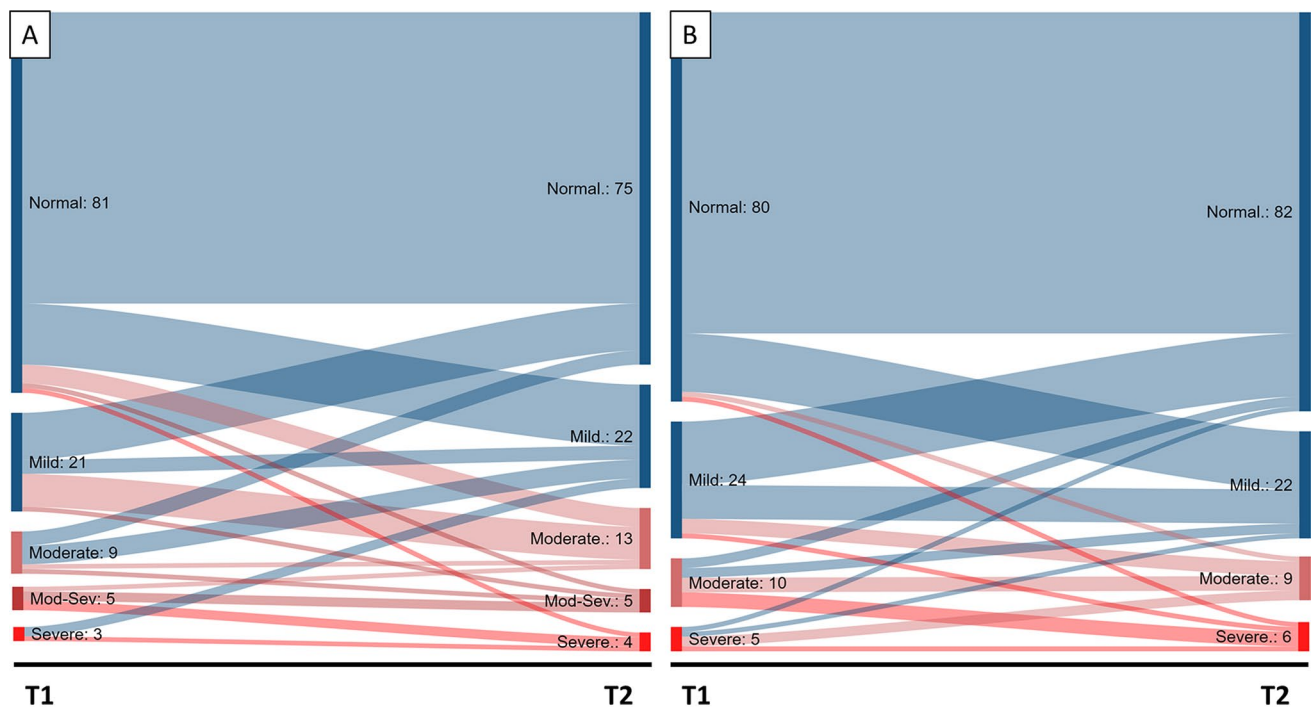 A
Normal: 81
Mild: 21
Moderate: 9
Mod-Sev: 5
Severe: 3
Normal.: 75
Mild.: 22
Moderate.: 13
Mod-Sev.: 5
Severe.: 4
T1
T2
B
Normal: 80
Mild: 24
Moderate: 10
Severe: 5
Normal.: 82
Mild.: 22
Moderate.: 9
Severe.: 6
T1
T2